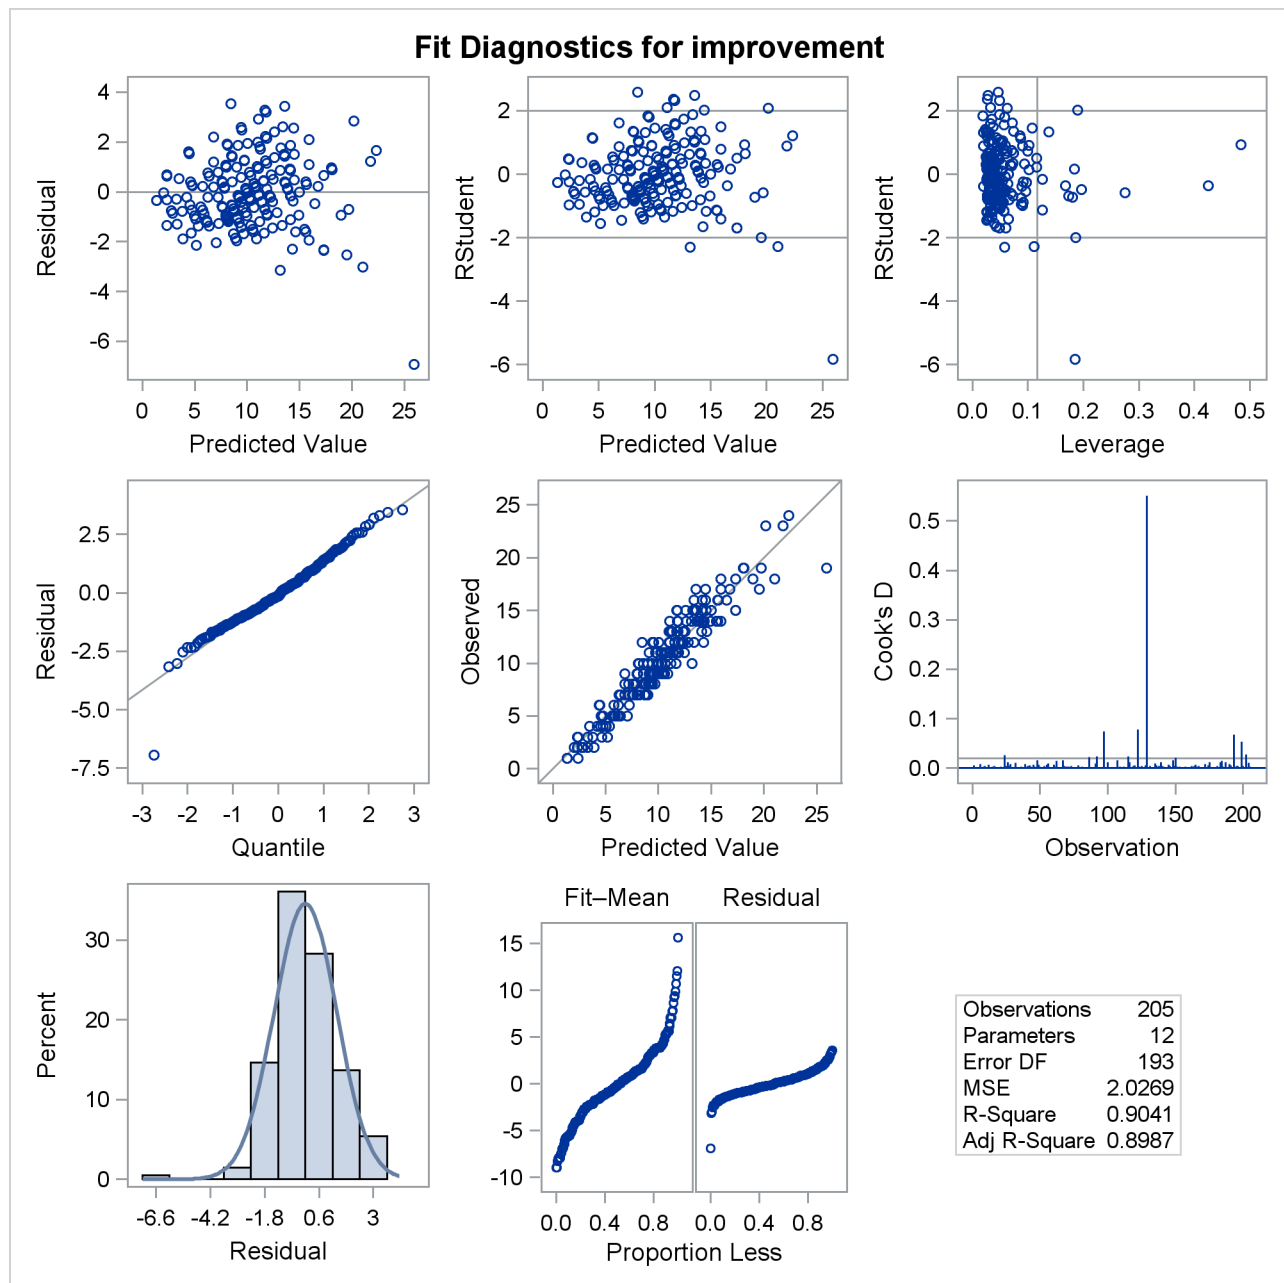 Fit Diagnostics for improvement
4
2
0
-2
-4
-6
Residual
0 5 10 15 20 25
Predicted Value
2
0
-2
-4
-6
RStudent
0 5 10 15 20 25
Predicted Value
2
0
-2
-4
-6
RStudent
0.0 0.1 0.2 0.3 0.4 0.5
Leverage
2.5
0.0
-2.5
-5.0
-7.5
Residual
-3 -2 -1 0 1 2 3
Quantile
25
20
15
10
5
0
Observed
0 5 10 15 20 25
Predicted Value
0.5
0.4
0.3
0.2
0.1
0.0
Cook's D
0 50 100 150 200
Observation
30
20
10
0
Percent
-6.6 -4.2 -1.8 0.6 3
Residual
Fit–Mean Residual
15
10
5
0
-5
-10
0.0 0.4 0.8 0.0 0.4 0.8
Proportion Less
Observations 205
Parameters 12
Error DF 193
MSE 2.0269
R-Square 0.9041
Adj R-Square 0.8987